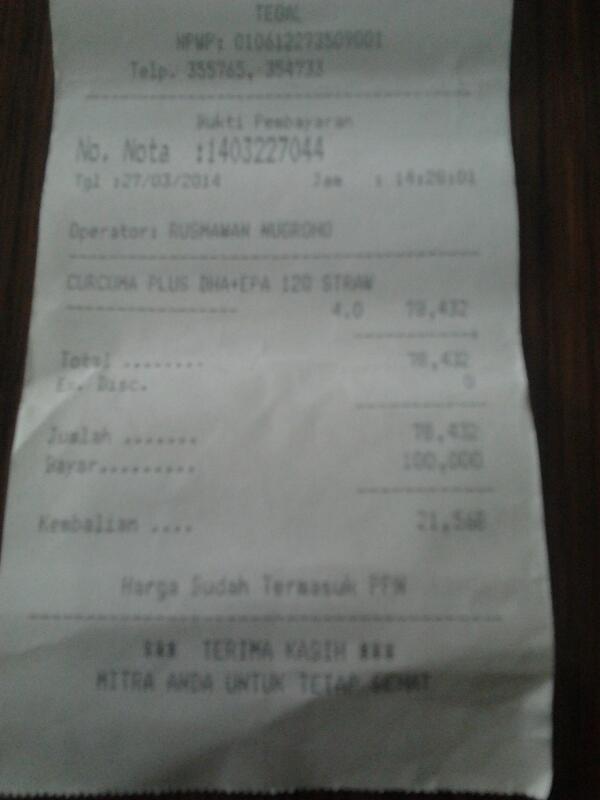 TEGAL
NPWP: 010612273509001
Telp. 355765, 354733
Bukti Pembayaran
No. Nota :1403227044
Tgl :27/03/2014 Jam : 14:28:01
Operator: RUSMAWAN NUGROHO
CURCUMA PLUS DHA+EPA 120 STRAW
4.0 78,432
Total ........ 78,432
Ex. Disc. 0
Jumlah ....... 78,432
Bayar......... 100,000
Kembalian .... 21,568
Harga Sudah Termasuk PPN
*** TERIMA KASIH ***
MITRA ANDA UNTUK TETAP SEHAT